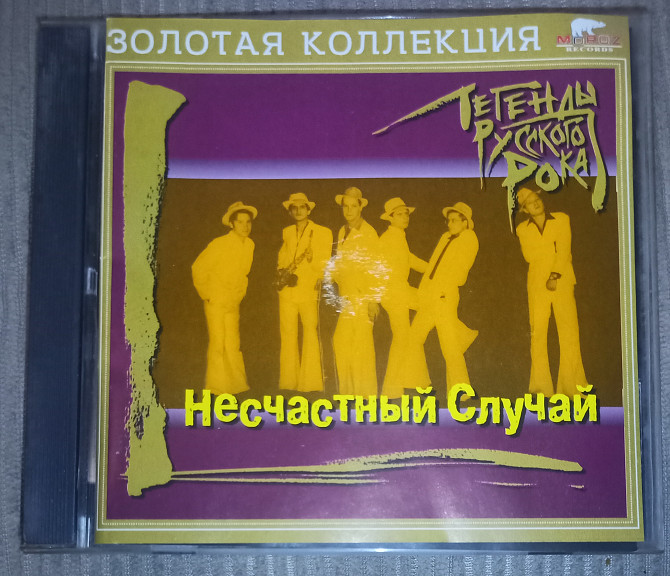 ЗОЛОТАЯ КОЛЛЕКЦИЯ
MOROZ
RECORDS
ЛЕГЕНДЫ
РУССКОГО
РОКА
Несчастный Случай